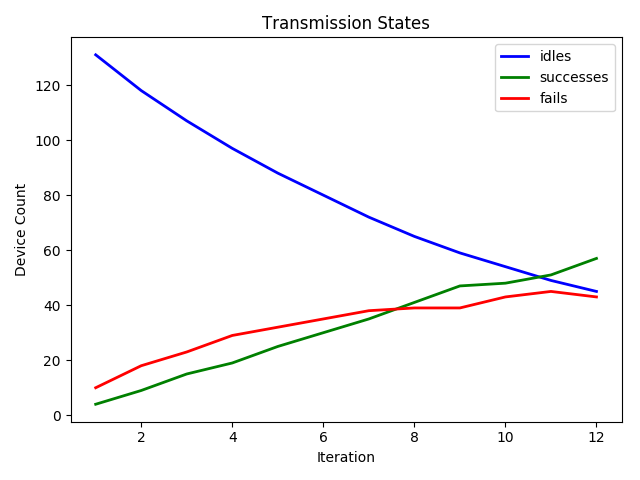 Transmission States
idles
successes
fails
Device Count
120
100
80
60
40
20
0
2 4 6 8 10 12
Iteration